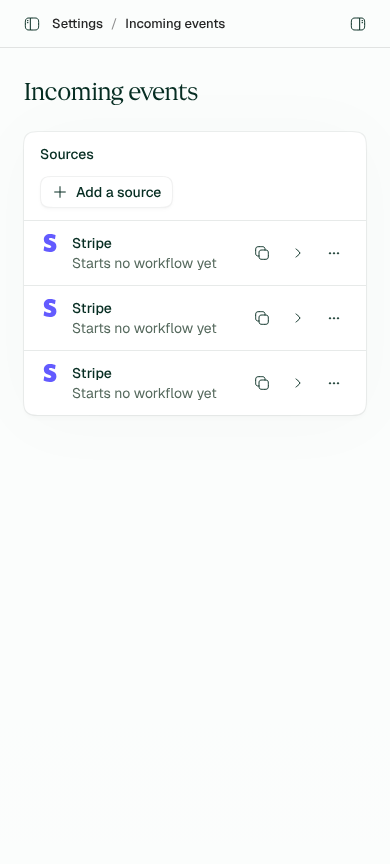 Settings / Incoming events
Incoming events
Sources
Add a source
Stripe
Starts no workflow yet
Stripe
Starts no workflow yet
Stripe
Starts no workflow yet